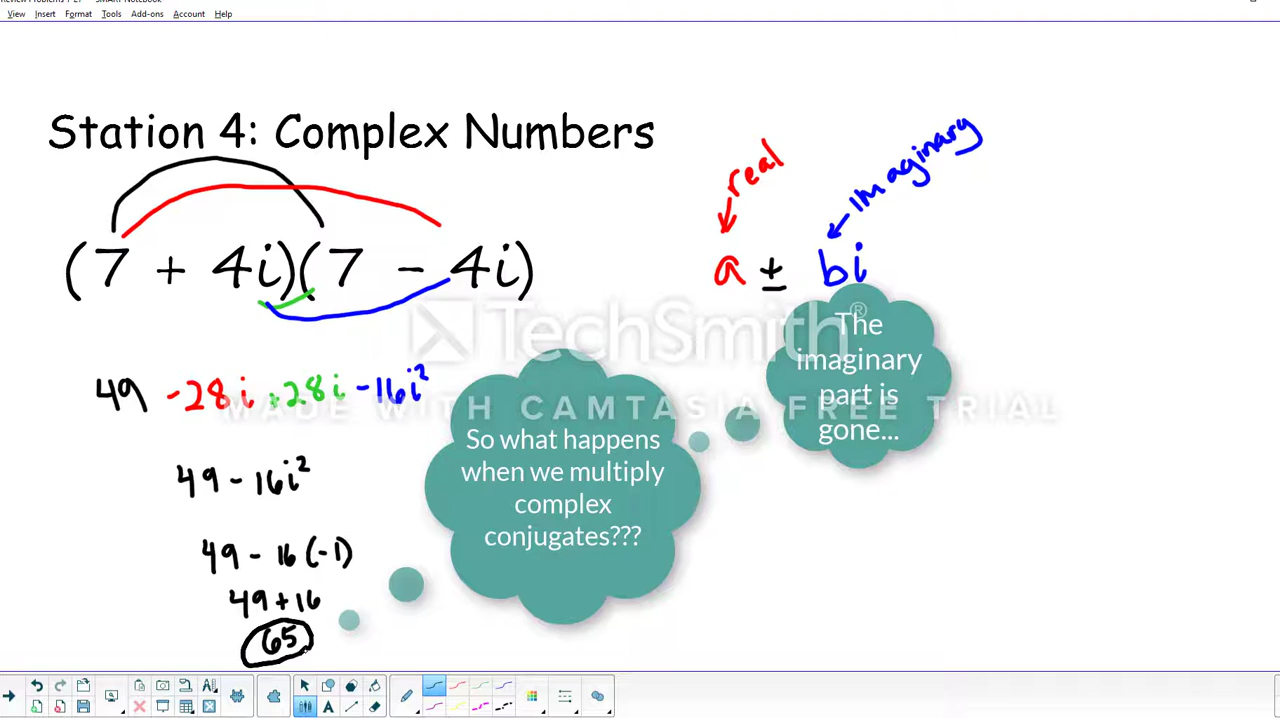 View Insert Format Tools Add-ons Account Help
Station 4: Complex Numbers
real
imaginary
(7 + 4i)(7 - 4i)
a ± bi
TechSmith®
MADE WITH CAMTASIA FREE TRIAL
The
imaginary
part is
gone...
49 -28i +28i -16i²
So what happens
when we multiply
complex
conjugates???
49 - 16i²
49 - 16 (-1)
49 + 16
65